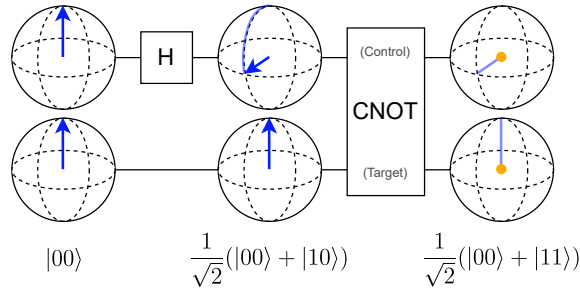 H
(Control)
CNOT
(Target)
|00⟩
1/√2(|00⟩ + |10⟩)
1/√2(|00⟩ + |11⟩)